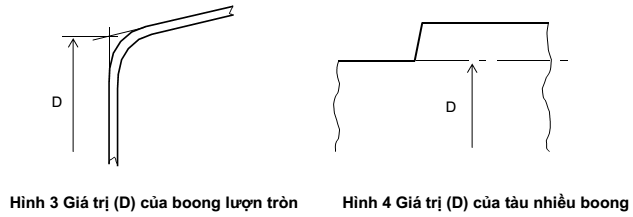 D
D
Hình 3 Giá trị (D) của boong lượn tròn
Hình 4 Giá trị (D) của tàu nhiều boong